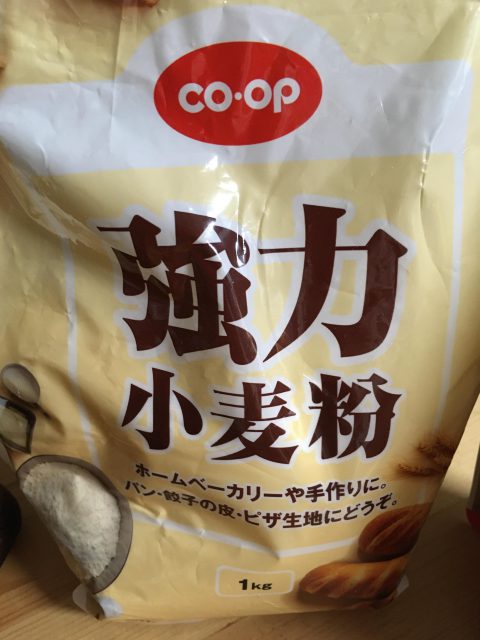 CO·OP
強力
小麦粉
ホームベーカリーや手作りに。
パン・餃子の皮・ピザ生地にどうぞ。
1kg